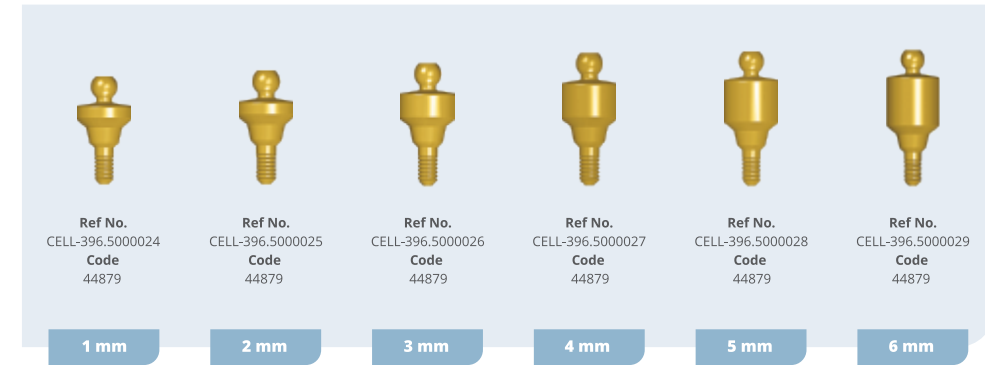 Ref No.
CELL-396.5000024
Code
44879
1 mm
Ref No.
CELL-396.5000025
Code
44879
2 mm
Ref No.
CELL-396.5000026
Code
44879
3 mm
Ref No.
CELL-396.5000027
Code
44879
4 mm
Ref No.
CELL-396.5000028
Code
44879
5 mm
Ref No.
CELL-396.5000029
Code
44879
6 mm